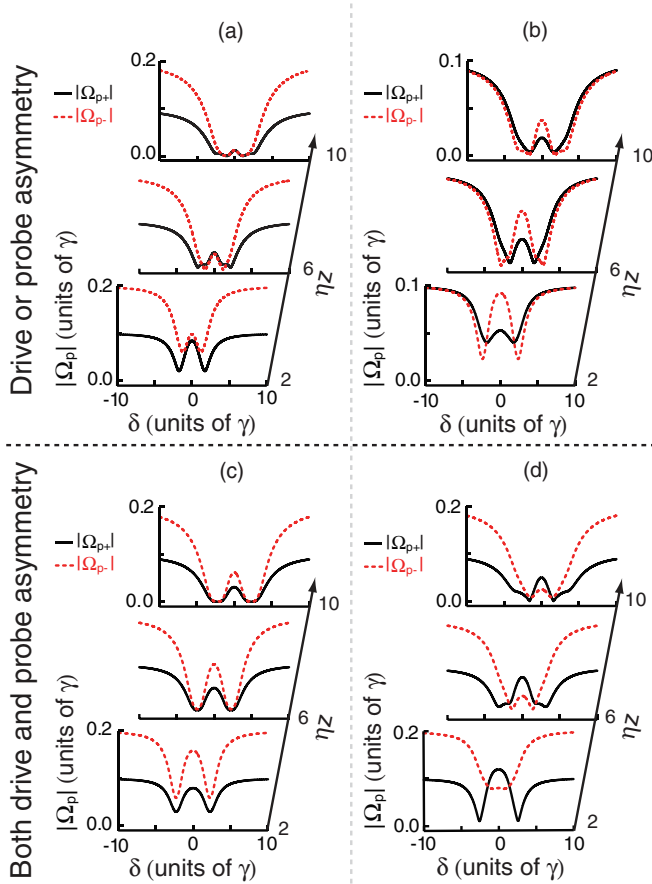 Drive or probe asymmetry
(a)
|Ωp+|
|Ωp-|
0.2
0.0
10
6
0.2
0.0
2
ηz
|Ωp| (units of γ)
-10
0
10
δ (units of γ)
(b)
|Ωp+|
|Ωp-|
0.1
0.0
10
6
0.1
0.0
2
ηz
|Ωp| (units of γ)
-10
0
10
δ (units of γ)
Both drive and probe asymmetry
(c)
|Ωp+|
|Ωp-|
0.2
0.0
10
6
0.2
0.0
2
ηz
|Ωp| (units of γ)
-10
0
10
δ (units of γ)
(d)
|Ωp+|
|Ωp-|
0.2
0.0
10
6
0.2
0.0
2
ηz
|Ωp| (units of γ)
-10
0
10
δ (units of γ)